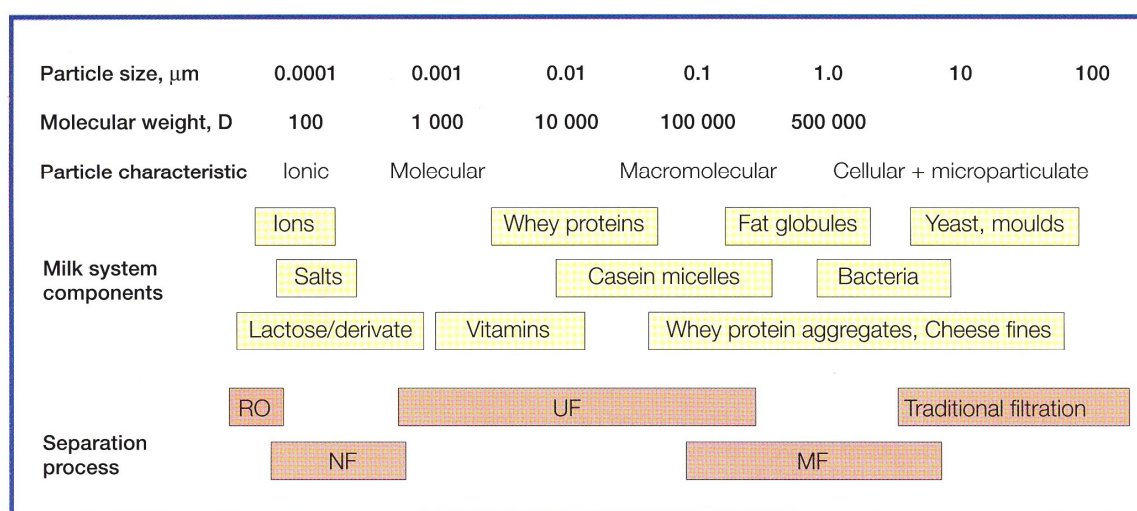 Particle size, µm 0.0001 0.001 0.01 0.1 1.0 10 100
Molecular weight, D 100 1 000 10 000 100 000 500 000
Particle characteristic Ionic Molecular Macromolecular Cellular + microparticulate
Ions Whey proteins Fat globules Yeast, moulds
Milk system
components
Salts Casein micelles Bacteria
Lactose/derivate Vitamins Whey protein aggregates, Cheese fines
RO UF Traditional filtration
Separation
process
NF MF